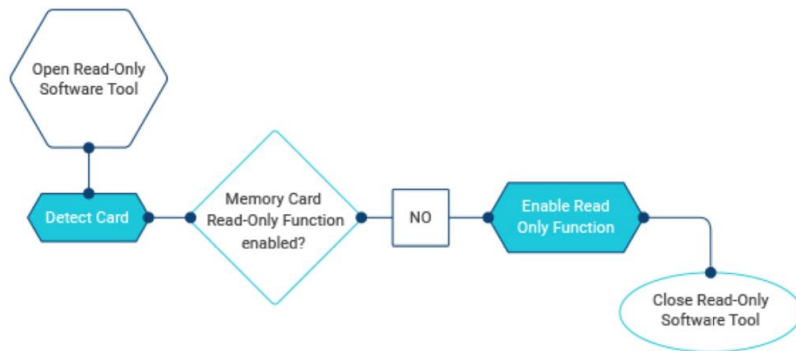 Open Read-Only
Software Tool
Detect Card
Memory Card
Read-Only Function
enabled?
NO
Enable Read
Only Function
Close Read-Only
Software Tool